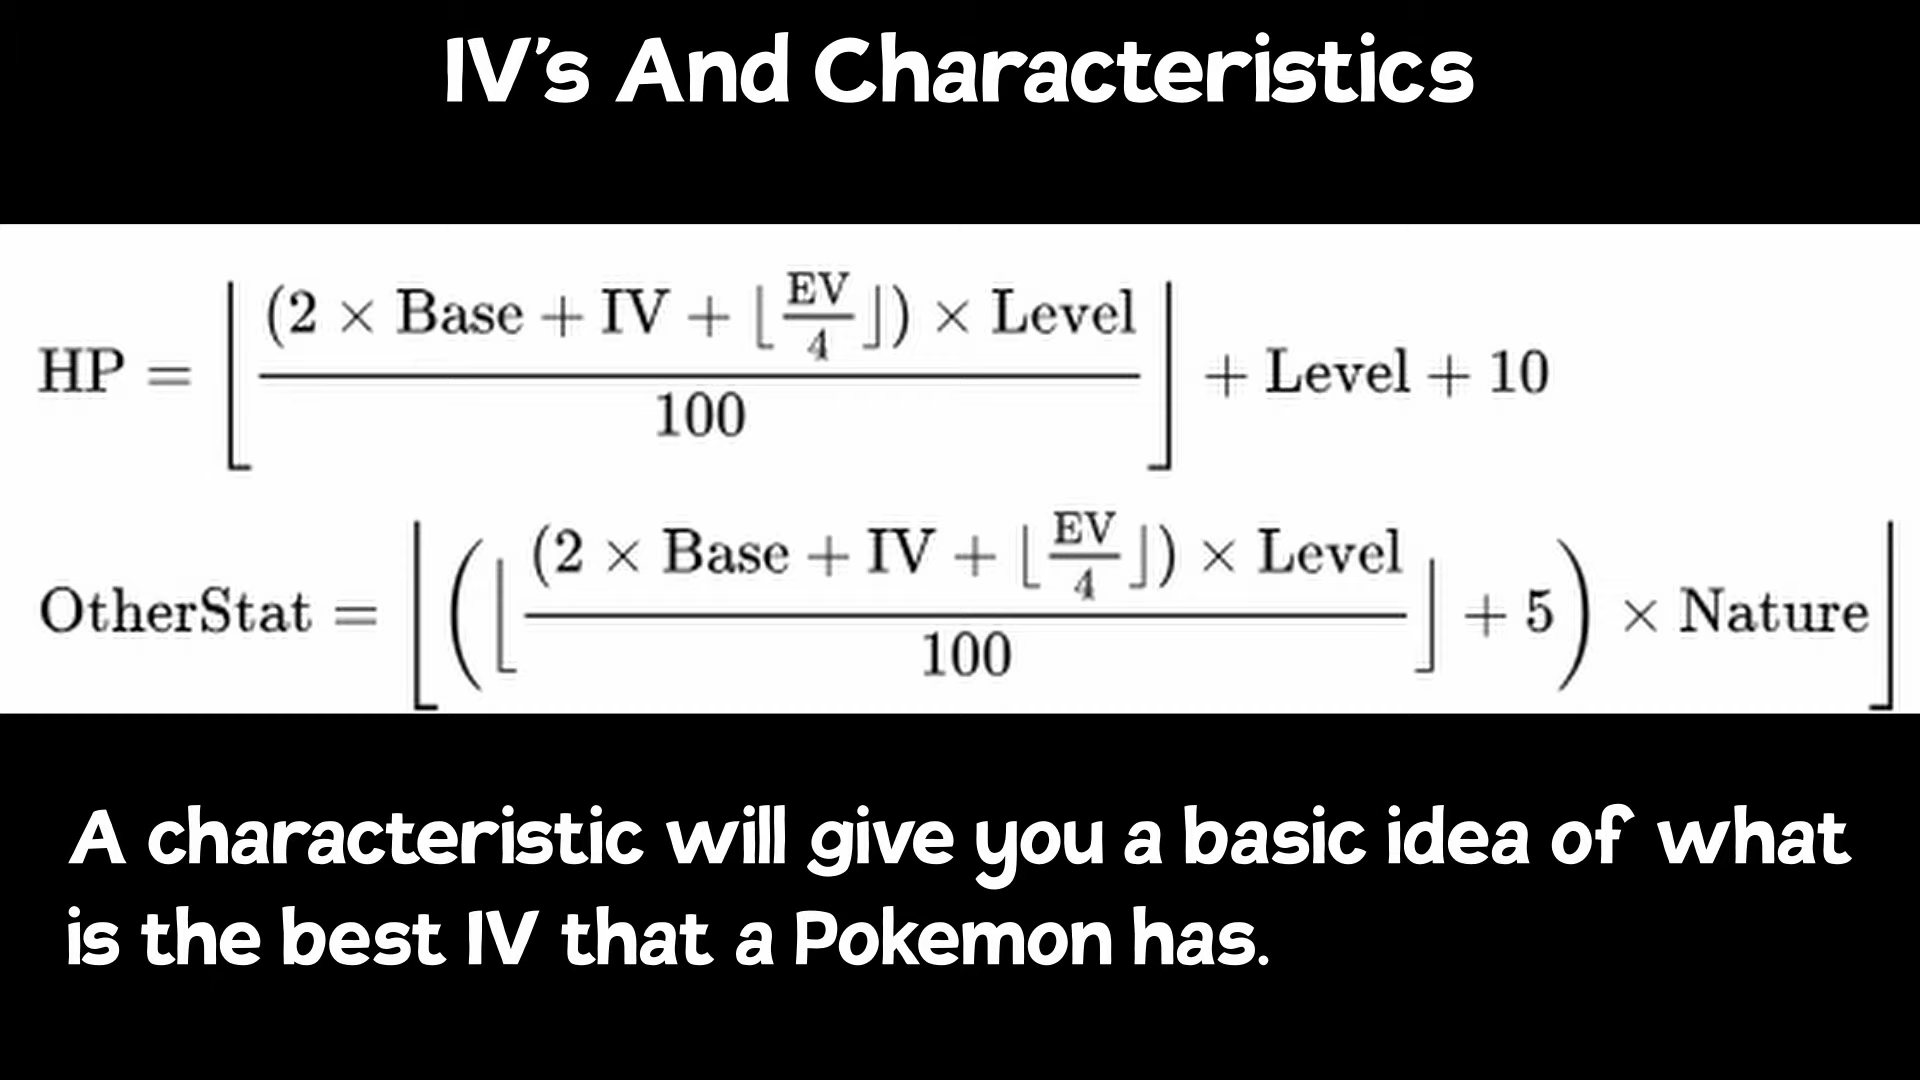 IV's And Characteristics
HP = ⌊ (2 × Base + IV + ⌊ EV/4 ⌋) × Level / 100 ⌋ + Level + 10
OtherStat = ⌊ ( ⌊ (2 × Base + IV + ⌊ EV/4 ⌋) × Level / 100 ⌋ + 5 ) × Nature ⌋
A characteristic will give you a basic idea of what
is the best IV that a Pokemon has.